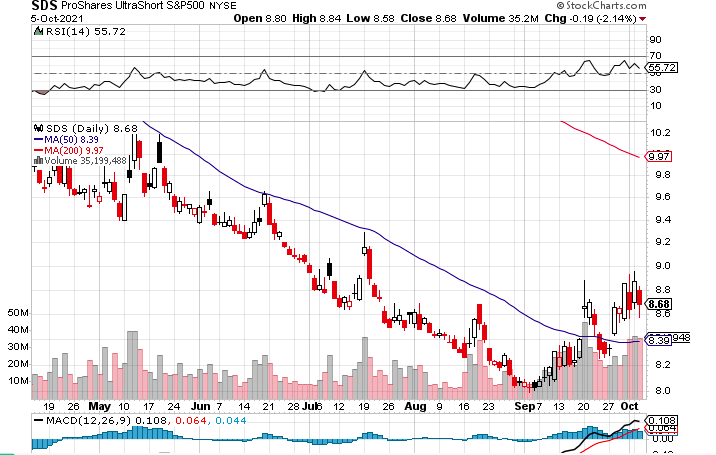 SDS ProShares UltraShort S&P500 NYSE © StockCharts.com
5-Oct-2021 Open 8.80 High 8.84 Low 8.58 Close 8.68 Volume 35.2M Chg -0.19 (-2.14%)
RSI(14) 55.72
90
70
55.72
50
30
10
SDS (Daily) 8.68
MA(50) 8.39
MA(200) 9.97
Volume 35,199,488
10.2
9.97
9.8
9.6
9.4
9.2
9.0
8.8
8.68
8.6
8.39
8.2
8.0
50M
40M
30M
20M
10M
19 26 May 10 17 24 Jun 7 14 21 28 Jul 6 12 19 26 Aug 9 16 23 Sep 7 13 20 27 Oct
MACD(12,26,9) 0.108, 0.064, 0.044
0.108
0.064
0.00